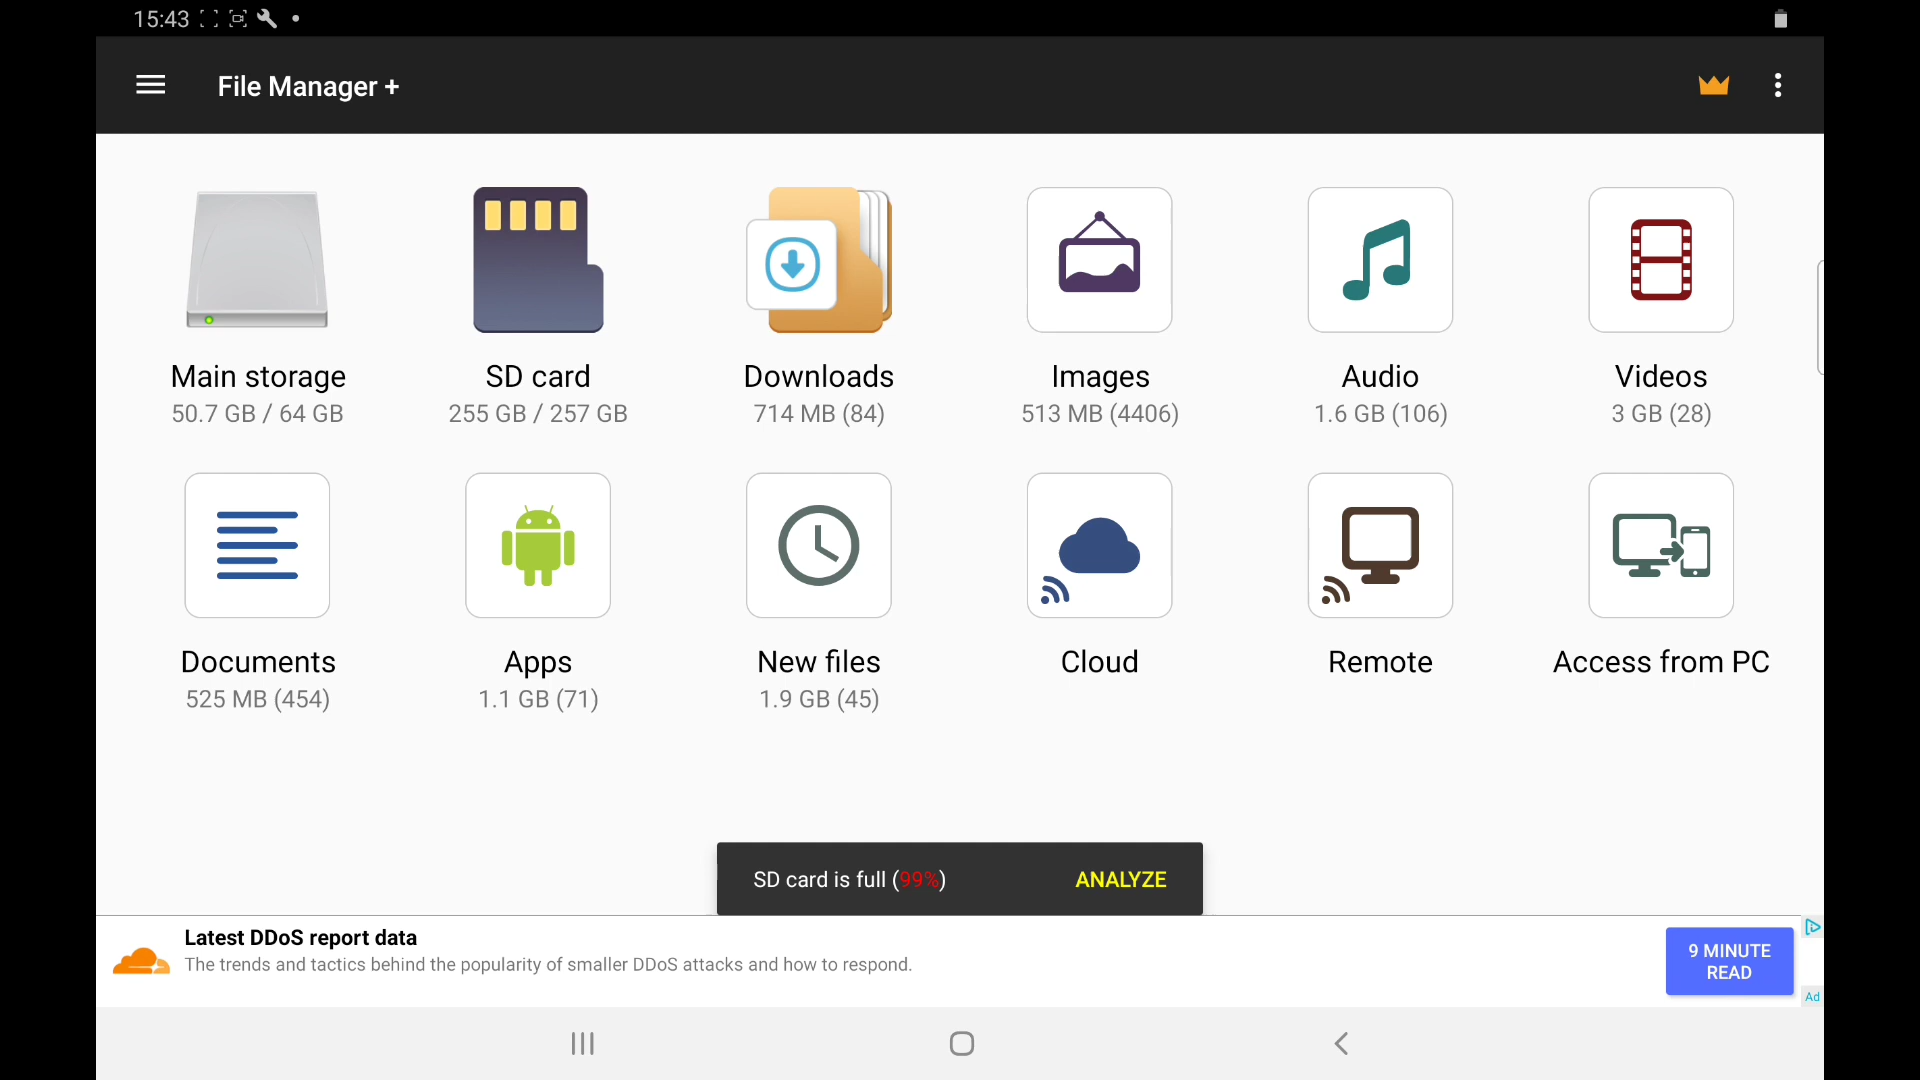 15:43
File Manager +
Main storage
50.7 GB / 64 GB
SD card
255 GB / 257 GB
Downloads
714 MB (84)
Images
513 MB (4406)
Audio
1.6 GB (106)
Videos
3 GB (28)
Documents
525 MB (454)
Apps
1.1 GB (71)
New files
1.9 GB (45)
Cloud
Remote
Access from PC
SD card is full (99%)
ANALYZE
Latest DDoS report data
The trends and tactics behind the popularity of smaller DDoS attacks and how to respond.
9 MINUTE
READ
Ad